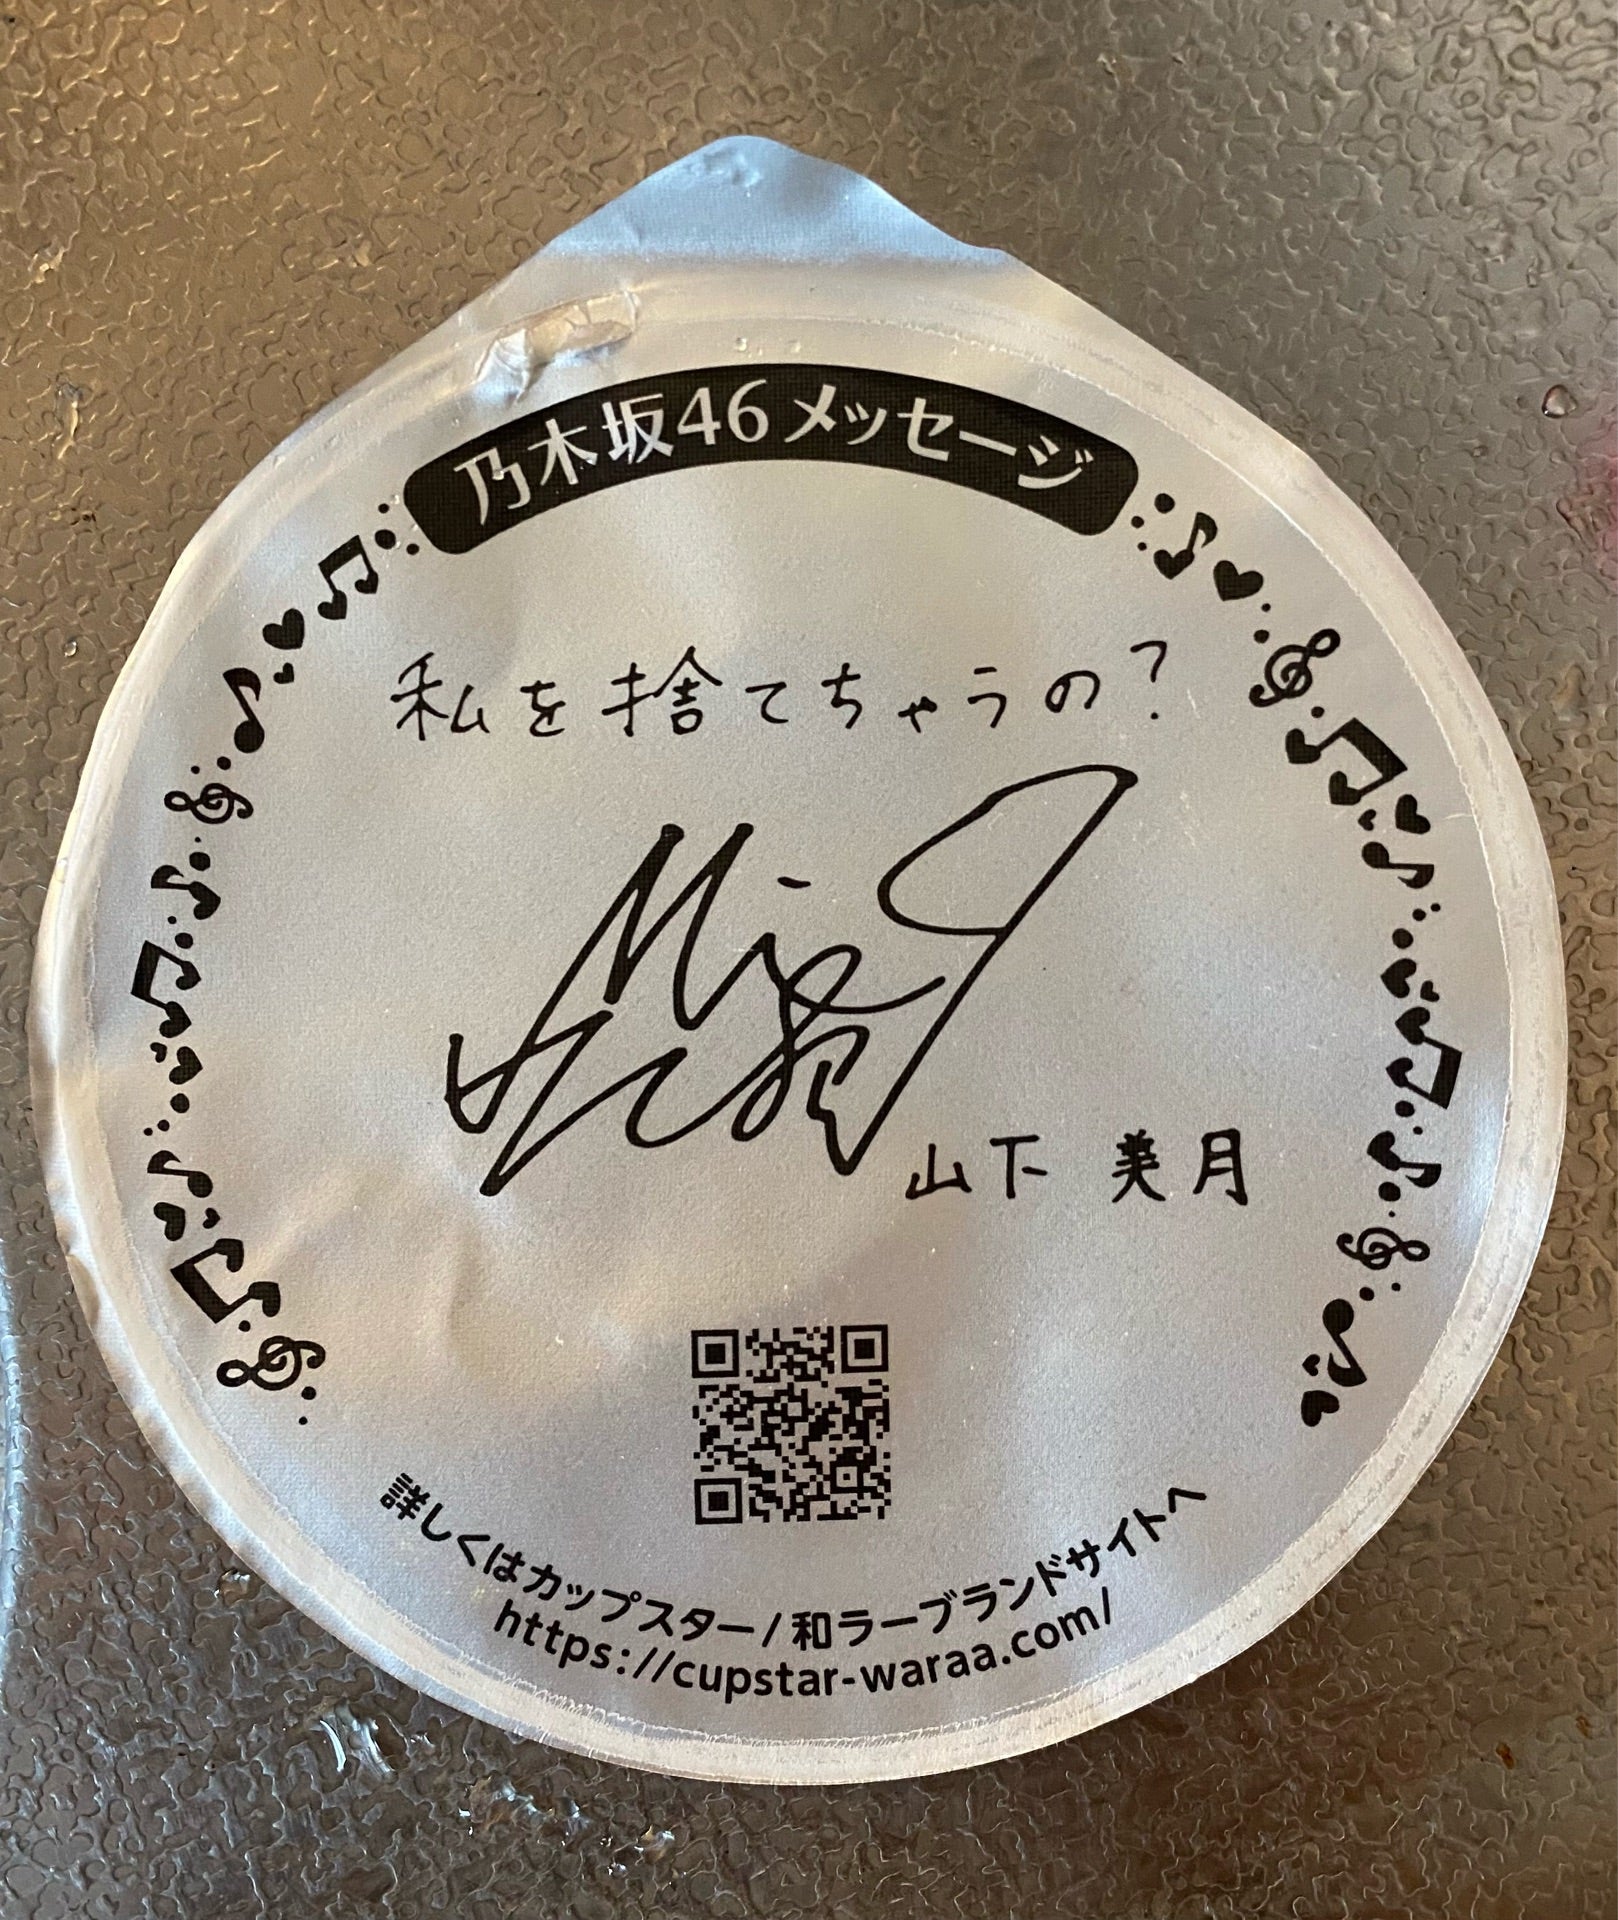 乃木坂46メッセージ
私を捨てちゃうの?
山下 美月
詳しくはカップスター/和ラーブランドサイトへ
https://cupstar-waraa.com/